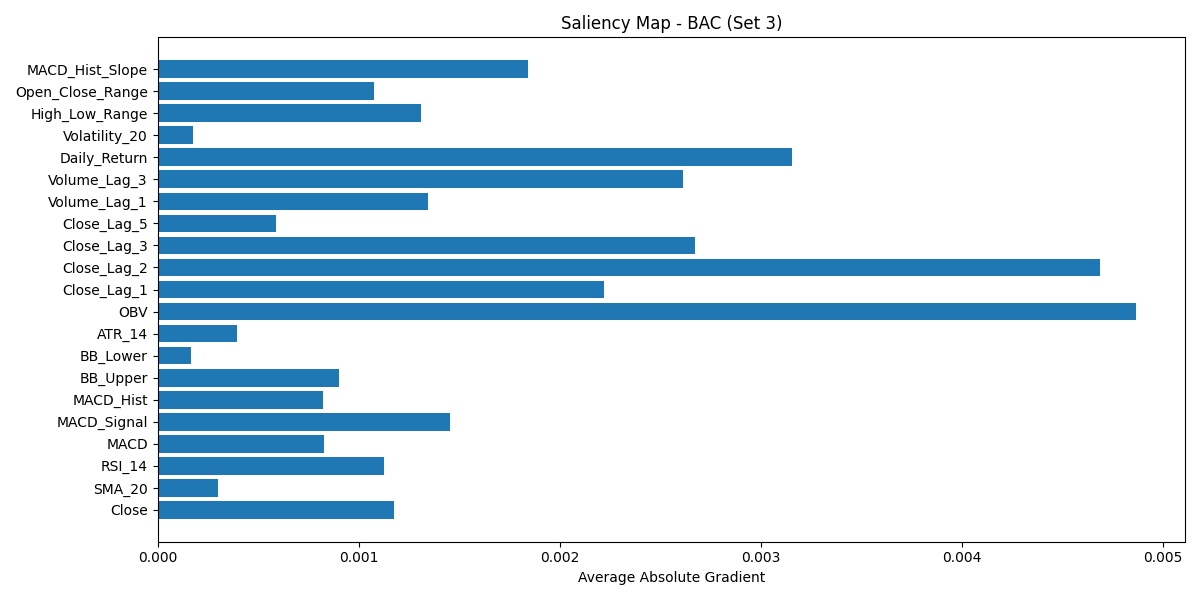 Saliency Map - BAC (Set 3)
MACD_Hist_Slope
Open_Close_Range
High_Low_Range
Volatility_20
Daily_Return
Volume_Lag_3
Volume_Lag_1
Close_Lag_5
Close_Lag_3
Close_Lag_2
Close_Lag_1
OBV
ATR_14
BB_Lower
BB_Upper
MACD_Hist
MACD_Signal
MACD
RSI_14
SMA_20
Close
0.000 0.001 0.002 0.003 0.004 0.005
Average Absolute Gradient